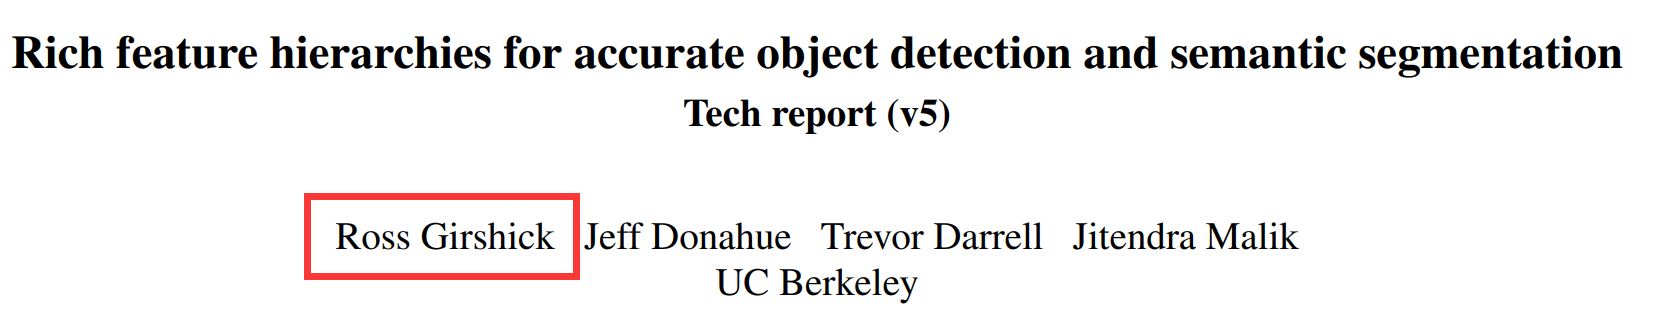 Rich feature hierarchies for accurate object detection and semantic segmentation
Tech report (v5)
Ross Girshick Jeff Donahue Trevor Darrell Jitendra Malik
UC Berkeley